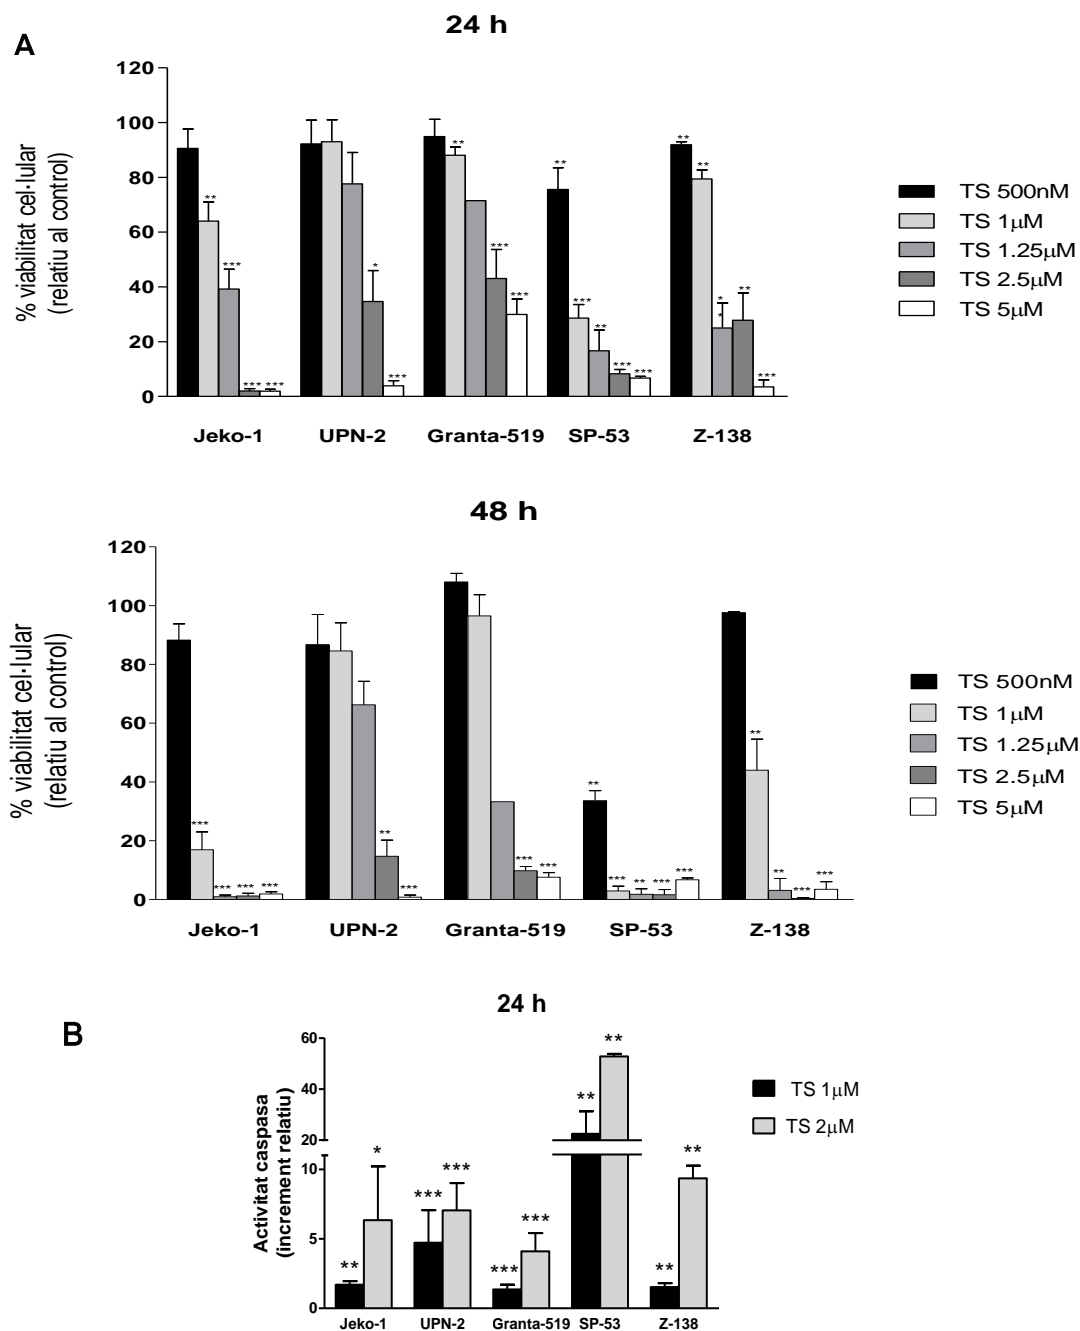 A
24 h
% viabilitat cel·lular
(relatiu al control)
120
100
80
60
40
20
0
** *** *** ***
* ***
** *** ***
** *** ** *** ***
** ** * * ** ***
Jeko-1 UPN-2 Granta-519 SP-53 Z-138
TS 500nM
TS 1μM
TS 1.25μM
TS 2.5μM
TS 5μM
48 h
% viabilitat cel·lular
(relatiu al control)
120
100
80
60
40
20
0
*** *** *** ***
** ***
*** ***
** *** ** *** ***
** ** *** ***
Jeko-1 UPN-2 Granta-519 SP-53 Z-138
TS 500nM
TS 1μM
TS 1.25μM
TS 2.5μM
TS 5μM
B
24 h
Activitat caspasa
(increment relatiu)
60
40
20
10
5
0
** *
*** ***
*** ***
** **
** **
Jeko-1 UPN-2 Granta-519 SP-53 Z-138
TS 1μM
TS 2μM